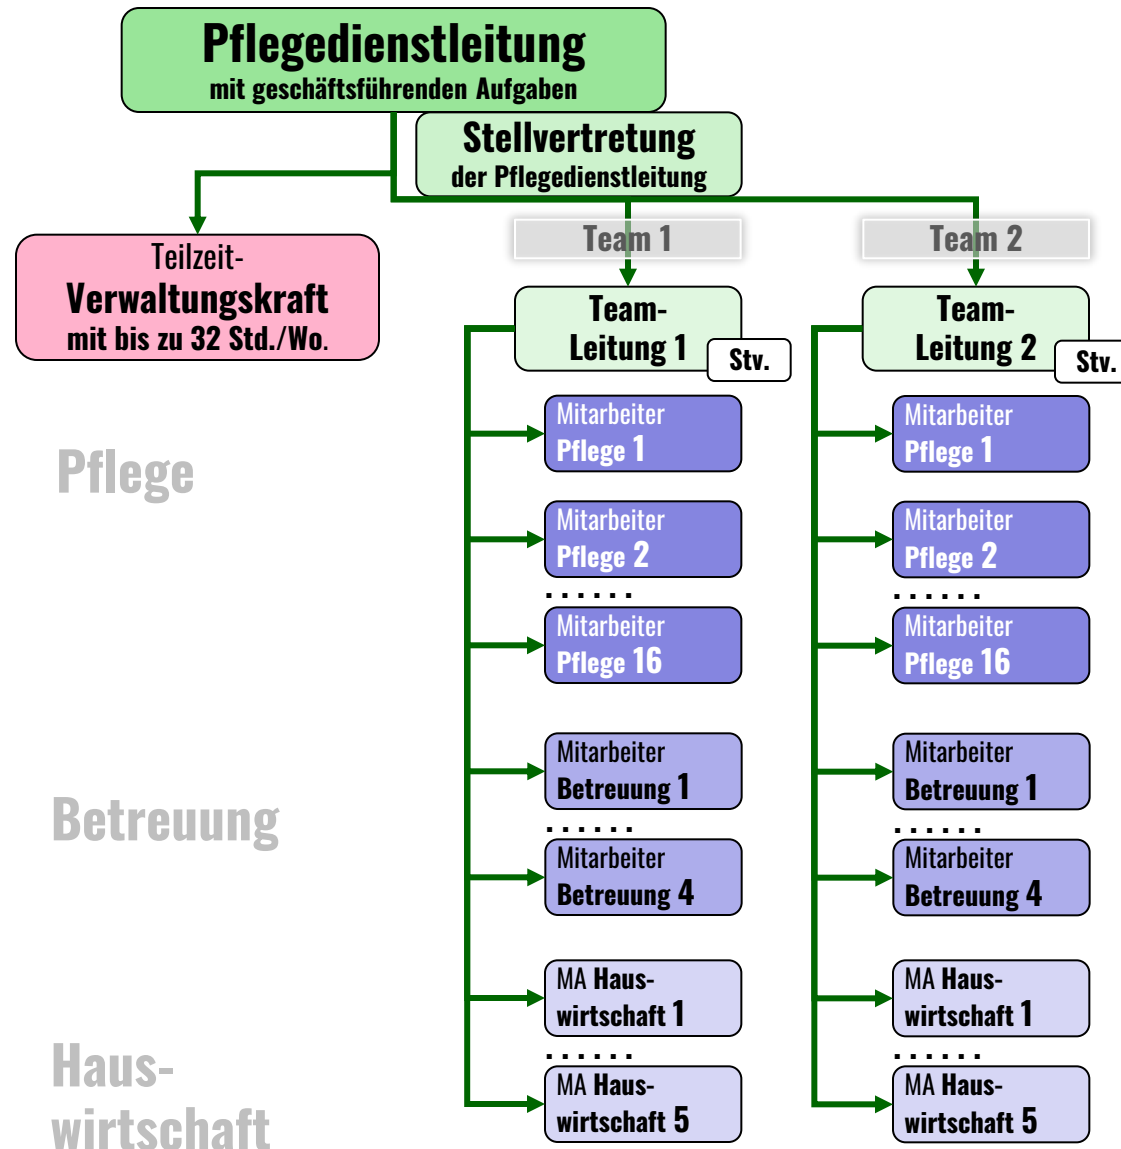 Pflegedienstleitung
mit geschäftsführenden Aufgaben
Stellvertretung
der Pflegedienstleitung
Teilzeit-
Verwaltungskraft
mit bis zu 32 Std./Wo.
Team 1
Team-
Leitung 1
Stv.
Team 2
Team-
Leitung 2
Stv.
Pflege
Mitarbeiter
Pflege 1
Mitarbeiter
Pflege 2
......
Mitarbeiter
Pflege 16
Mitarbeiter
Pflege 1
Mitarbeiter
Pflege 2
......
Mitarbeiter
Pflege 16
Betreuung
Mitarbeiter
Betreuung 1
......
Mitarbeiter
Betreuung 4
Mitarbeiter
Betreuung 1
......
Mitarbeiter
Betreuung 4
Haus-
wirtschaft
MA Haus-
wirtschaft 1
......
MA Haus-
wirtschaft 5
MA Haus-
wirtschaft 1
......
MA Haus-
wirtschaft 5